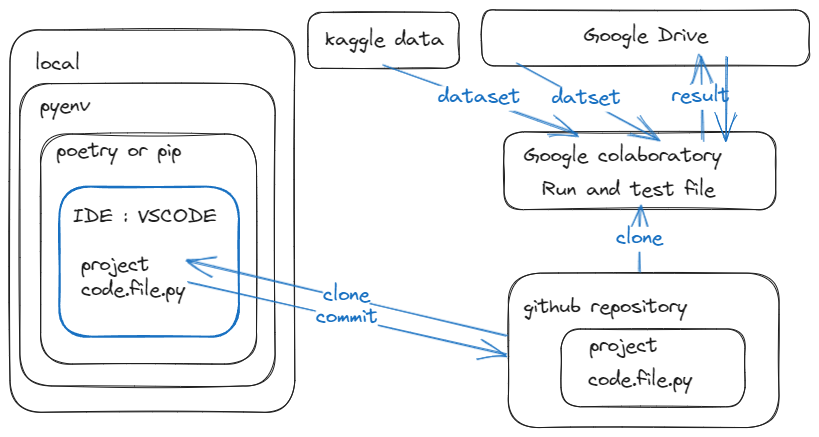 local
pyenv
poetry or pip
IDE : VSCODE
project
code.file.py
kaggle data
Google Drive
dataset
datset
result
Google colaboratory
Run and test file
clone
clone
commit
github repository
project
code.file.py